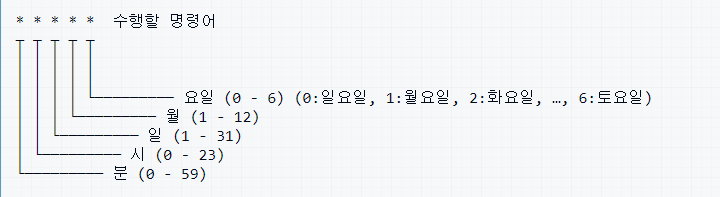 * * * * * 수행할 명령어
요일 (0 - 6) (0:일요일, 1:월요일, 2:화요일, …, 6:토요일)
월 (1 - 12)
일 (1 - 31)
시 (0 - 23)
분 (0 - 59)